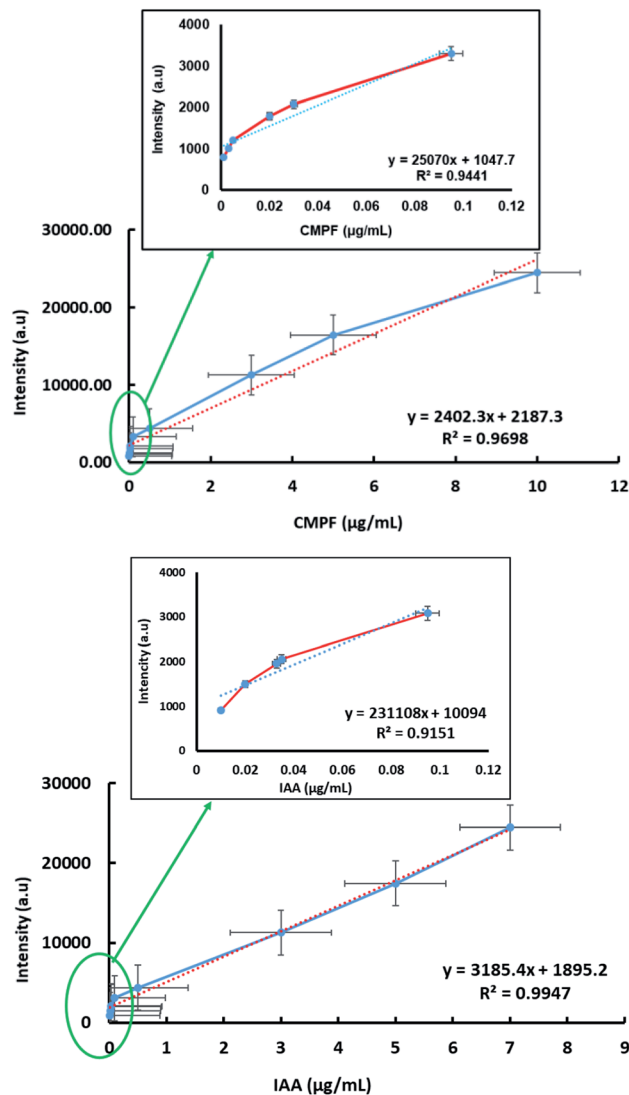 4000
3000
2000
1000
0
Intensity (a.u)
y = 25070x + 1047.7
R² = 0.9441
0 0.02 0.04 0.06 0.08 0.1 0.12
CMPF (µg/mL)
30000.00
20000.00
10000.00
0.00
Intensity (a.u)
y = 2402.3x + 2187.3
R² = 0.9698
0 2 4 6 8 10 12
CMPF (µg/mL)
4000
3000
2000
1000
0
Intencity (a.u)
y = 231108x + 10094
R² = 0.9151
0 0.02 0.04 0.06 0.08 0.1 0.12
IAA (µg/mL)
30000
20000
10000
0
Intensity (a.u)
y = 3185.4x + 1895.2
R² = 0.9947
0 1 2 3 4 5 6 7 8 9
IAA (µg/mL)